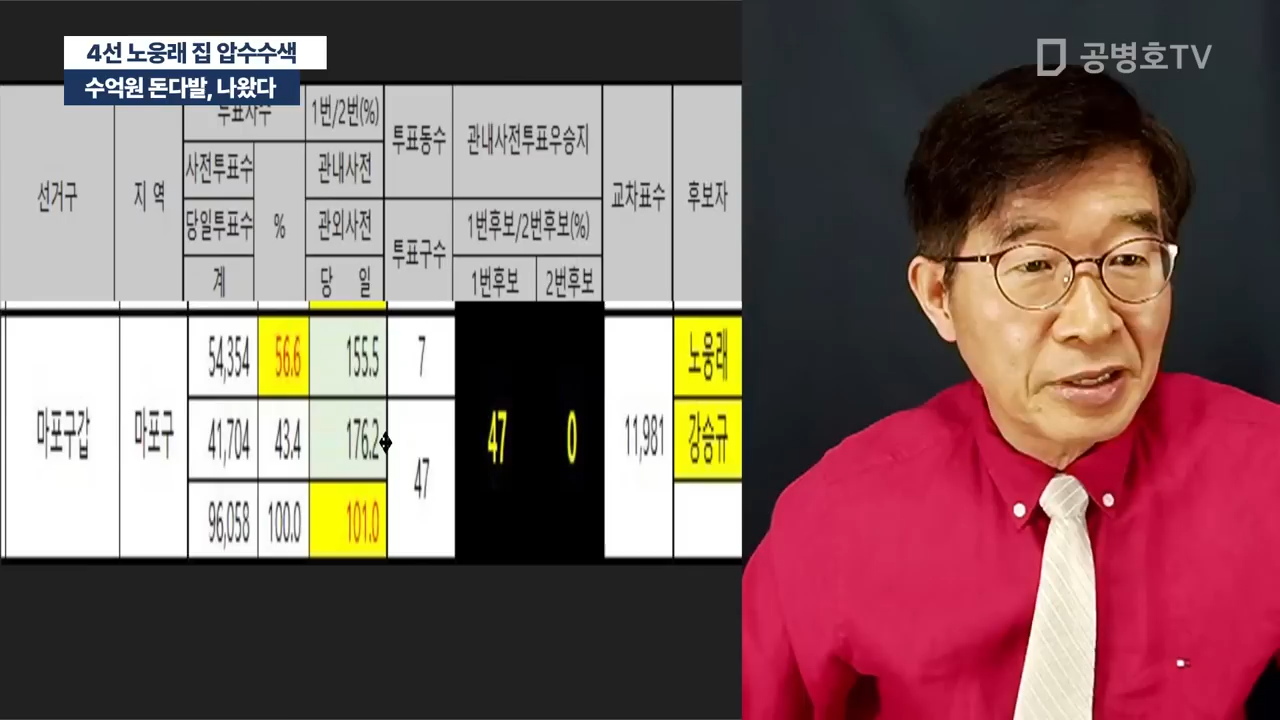 4선 노웅래 집 압수수색
수억원 돈다발, 나왔다
공병호TV
선거구
지 역
투표자수
사전투표수
당일투표수
계
%
1번/2번(%)
관내사전
관외사전
당 일
투표동수
투표구수
관내사전투표우승지
1번후보/2번후보(%)
1번후보
2번후보
교차표수
후보자
마포구갑
마포구
54,354
56.6
155.5
7
노웅래
41,704
43.4
176.2
47
47
0
11,981
강승규
96,058
100.0
101.0